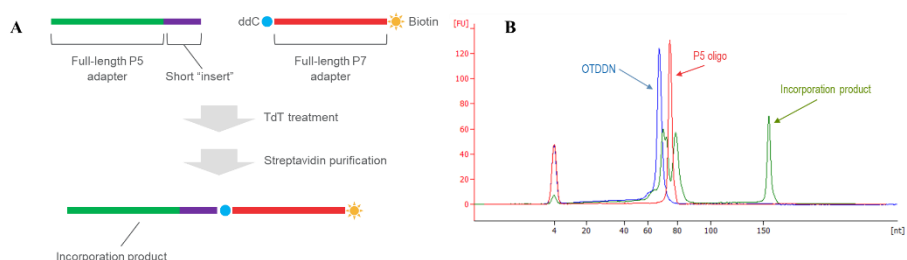 A
ddC
Biotin
Full-length P5
adapter
Short “insert”
Full-length P7
adapter
TdT treatment
Streptavidin purification
Incorporation product
B
[FU]
120
100
80
60
40
20
0
OTDDN
P5 oligo
Incorporation product
4
20
40
60
80
100
150
[nt]